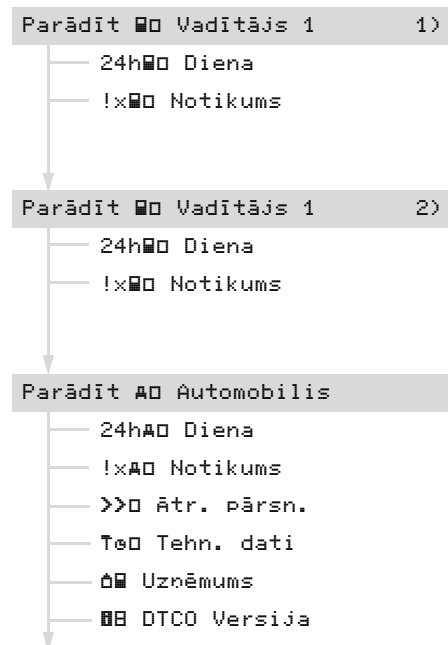 Parādīt Vadītājs 1 1)
24h Diena
!x Notikums
Parādīt Vadītājs 1 2)
24h Diena
!x Notikums
Parādīt Automobilis
24h Diena
!x Notikums
>> Ātr. pārsn.
T Tehn. dati
Uzņēmums
DTCO Versija